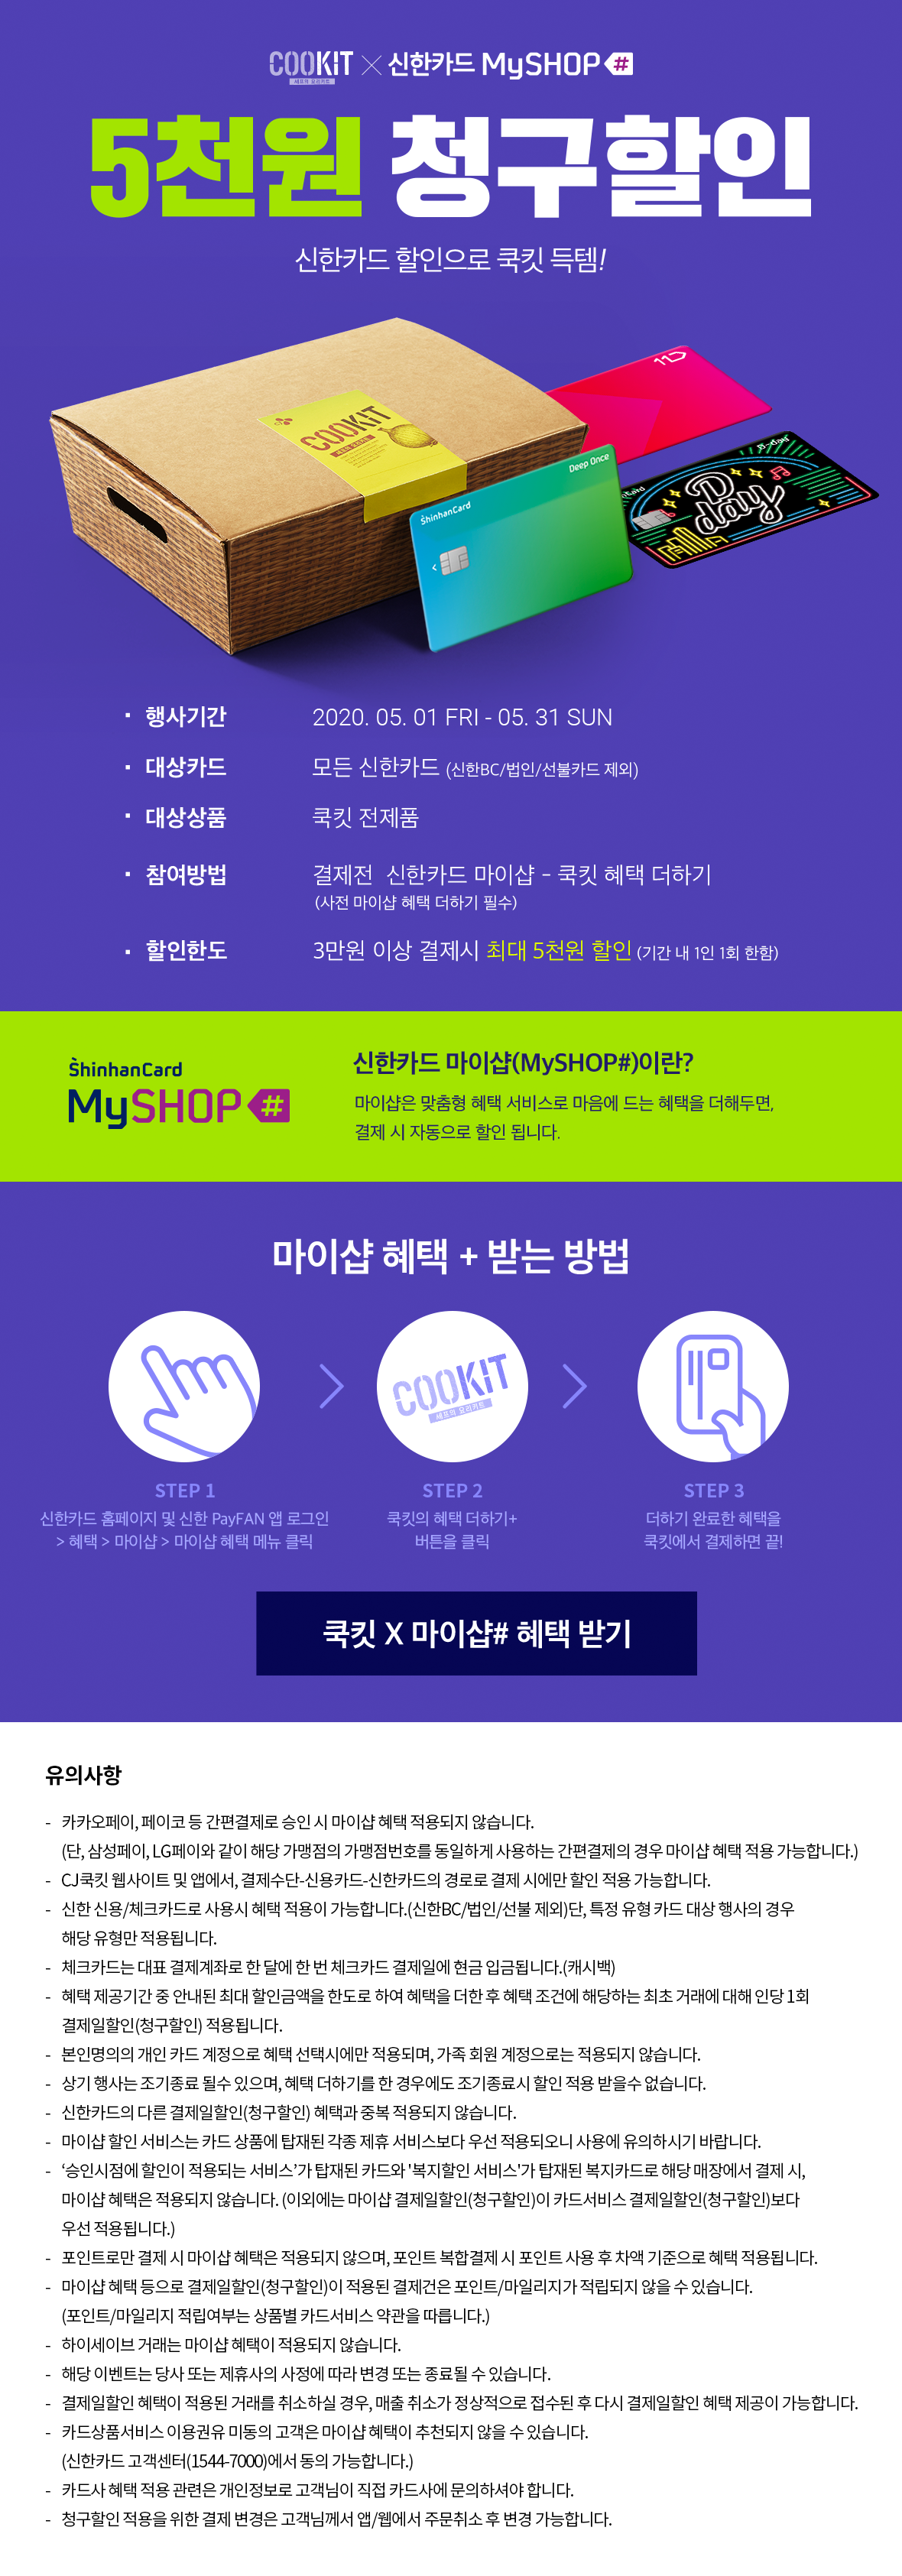 COOKIT × 신한카드 MySHOP #
셰프의 요리키트
5천원 청구할인
신한카드 할인으로 쿡킷 득템!
COOKIT
ShinhanCard
Deep Once
D day
· 행사기간 2020. 05. 01 FRI - 05. 31 SUN
· 대상카드 모든 신한카드 (신한BC/법인/선불카드 제외)
· 대상상품 쿡킷 전제품
· 참여방법 결제전 신한카드 마이샵 - 쿡킷 혜택 더하기
(사전 마이샵 혜택 더하기 필수)
· 할인한도 3만원 이상 결제시 최대 5천원 할인 (기간 내 1인 1회 한함)
ShinhanCard
MySHOP #
신한카드 마이샵(MySHOP#)이란?
마이샵은 맞춤형 혜택 서비스로 마음에 드는 혜택을 더해두면,
결제 시 자동으로 할인 됩니다.
마이샵 혜택 + 받는 방법
COOKIT
셰프의 요리키트
STEP 1
신한카드 홈페이지 및 신한 PayFAN 앱 로그인
> 혜택 > 마이샵 > 마이샵 혜택 메뉴 클릭
STEP 2
쿡킷의 혜택 더하기+
버튼을 클릭
STEP 3
더하기 완료한 혜택을
쿡킷에서 결제하면 끝!
쿡킷 X 마이샵# 혜택 받기
유의사항
- 카카오페이, 페이코 등 간편결제로 승인 시 마이샵 혜택 적용되지 않습니다.
(단, 삼성페이, LG페이와 같이 해당 가맹점의 가맹점번호를 동일하게 사용하는 간편결제의 경우 마이샵 혜택 적용 가능합니다.)
- CJ쿡킷 웹사이트 및 앱에서, 결제수단-신용카드-신한카드의 경로로 결제 시에만 할인 적용 가능합니다.
- 신한 신용/체크카드로 사용시 혜택 적용이 가능합니다.(신한BC/법인/선불 제외)단, 특정 유형 카드 대상 행사의 경우
해당 유형만 적용됩니다.
- 체크카드는 대표 결제계좌로 한 달에 한 번 체크카드 결제일에 현금 입금됩니다.(캐시백)
- 혜택 제공기간 중 안내된 최대 할인금액을 한도로 하여 혜택을 더한 후 혜택 조건에 해당하는 최초 거래에 대해 인당 1회
결제일할인(청구할인) 적용됩니다.
- 본인명의의 개인 카드 계정으로 혜택 선택시에만 적용되며, 가족 회원 계정으로는 적용되지 않습니다.
- 상기 행사는 조기종료 될수 있으며, 혜택 더하기를 한 경우에도 조기종료시 할인 적용 받을수 없습니다.
- 신한카드의 다른 결제일할인(청구할인) 혜택과 중복 적용되지 않습니다.
- 마이샵 할인 서비스는 카드 상품에 탑재된 각종 제휴 서비스보다 우선 적용되오니 사용에 유의하시기 바랍니다.
- ‘승인시점에 할인이 적용되는 서비스’가 탑재된 카드와 '복지할인 서비스'가 탑재된 복지카드로 해당 매장에서 결제 시,
마이샵 혜택은 적용되지 않습니다. (이외에는 마이샵 결제일할인(청구할인)이 카드서비스 결제일할인(청구할인)보다
우선 적용됩니다.)
- 포인트로만 결제 시 마이샵 혜택은 적용되지 않으며, 포인트 복합결제 시 포인트 사용 후 차액 기준으로 혜택 적용됩니다.
- 마이샵 혜택 등으로 결제일할인(청구할인)이 적용된 결제건은 포인트/마일리지가 적립되지 않을 수 있습니다.
(포인트/마일리지 적립여부는 상품별 카드서비스 약관을 따릅니다.)
- 하이세이브 거래는 마이샵 혜택이 적용되지 않습니다.
- 해당 이벤트는 당사 또는 제휴사의 사정에 따라 변경 또는 종료될 수 있습니다.
- 결제일할인 혜택이 적용된 거래를 취소하실 경우, 매출 취소가 정상적으로 접수된 후 다시 결제일할인 혜택 제공이 가능합니다.
- 카드상품서비스 이용권유 미동의 고객은 마이샵 혜택이 추천되지 않을 수 있습니다.
(신한카드 고객센터(1544-7000)에서 동의 가능합니다.)
- 카드사 혜택 적용 관련은 개인정보로 고객님이 직접 카드사에 문의하셔야 합니다.
- 청구할인 적용을 위한 결제 변경은 고객님께서 앱/웹에서 주문취소 후 변경 가능합니다.